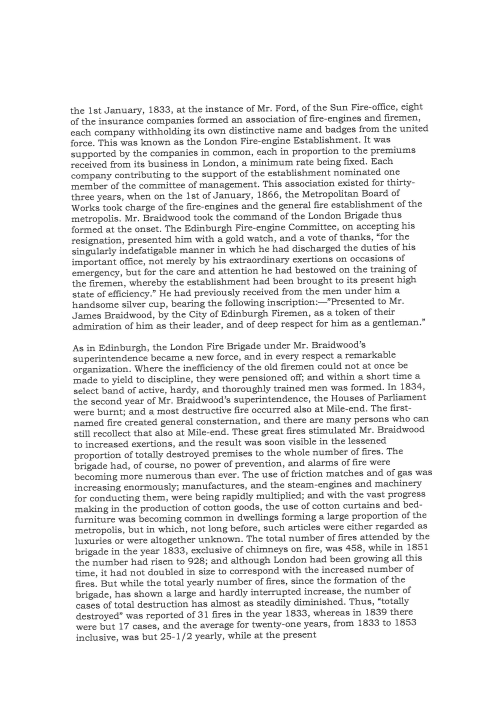 the 1st January, 1833, at the instance of Mr. Ford, of the Sun Fire-office, eight
of the insurance companies formed an association of fire-engines and firemen,
each company withholding its own distinctive name and badges from the united
force. This was known as the London Fire-engine Establishment. It was
supported by the companies in common, each in proportion to the premiums
received from its business in London, a minimum rate being fixed. Each
company contributing to the support of the establishment nominated one
member of the committee of management. This association existed for thirty-
three years, when on the 1st of January, 1866, the Metropolitan Board of
Works took charge of the fire-engines and the general fire establishment of the
metropolis. Mr. Braidwood took the command of the London Brigade thus
formed at the onset. The Edinburgh Fire-engine Committee, on accepting his
resignation, presented him with a gold watch, and a vote of thanks, "for the
singularly indefatigable manner in which he had discharged the duties of his
important office, not merely by his extraordinary exertions on occasions of
emergency, but for the care and attention he had bestowed on the training of
the firemen, whereby the establishment had been brought to its present high
state of efficiency." He had previously received from the men under him a
handsome silver cup, bearing the following inscription:—"Presented to Mr.
James Braidwood, by the City of Edinburgh Firemen, as a token of their
admiration of him as their leader, and of deep respect for him as a gentleman."

As in Edinburgh, the London Fire Brigade under Mr. Braidwood's
superintendence became a new force, and in every respect a remarkable
organization. Where the inefficiency of the old firemen could not at once be
made to yield to discipline, they were pensioned off; and within a short time a
select band of active, hardy, and thoroughly trained men was formed. In 1834,
the second year of Mr. Braidwood's superintendence, the Houses of Parliament
were burnt; and a most destructive fire occurred also at Mile-end. The first-
named fire created general consternation, and there are many persons who can
still recollect that also at Mile-end. These great fires stimulated Mr. Braidwood
to increased exertions, and the result was soon visible in the lessened
proportion of totally destroyed premises to the whole number of fires. The
brigade had, of course, no power of prevention, and alarms of fire were
becoming more numerous than ever. The use of friction matches and of gas was
increasing enormously; manufactures, and the steam-engines and machinery
for conducting them, were being rapidly multiplied; and with the vast progress
making in the production of cotton goods, the use of cotton curtains and bed-
furniture was becoming common in dwellings forming a large proportion of the
metropolis, but in which, not long before, such articles were either regarded as
luxuries or were altogether unknown. The total number of fires attended by the
brigade in the year 1833, exclusive of chimneys on fire, was 458, while in 1851
the number had risen to 928; and although London had been growing all this
time, it had not doubled in size to correspond with the increased number of
fires. But while the total yearly number of fires, since the formation of the
brigade, has shown a large and hardly interrupted increase, the number of
cases of total destruction has almost as steadily diminished. Thus, "totally
destroyed" was reported of 31 fires in the year 1833, whereas in 1839 there
were but 17 cases, and the average for twenty-one years, from 1833 to 1853
inclusive, was but 25-1/2 yearly, while at the present